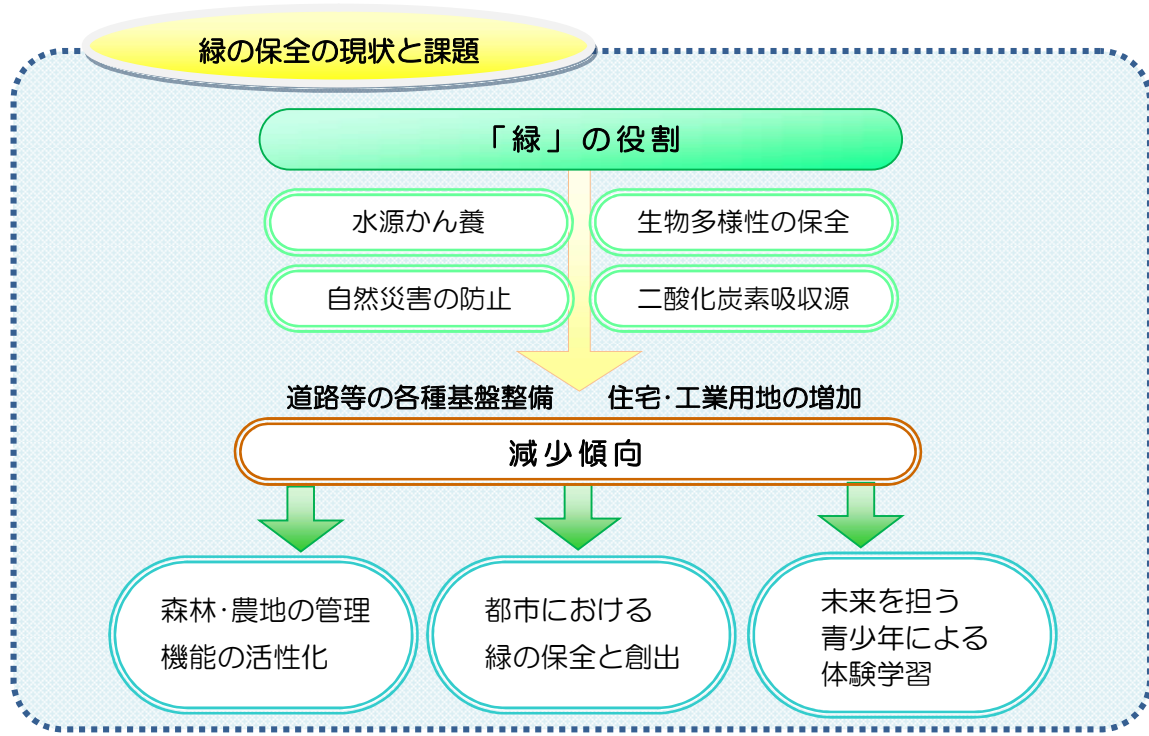 緑の保全の現状と課題
「緑」の役割
水源かん養
生物多様性の保全
自然災害の防止
二酸化炭素吸収源
道路等の各種基盤整備
住宅・工業用地の増加
減少傾向
森林・農地の管理
機能の活性化
都市における
緑の保全と創出
未来を担う
青少年による
体験学習